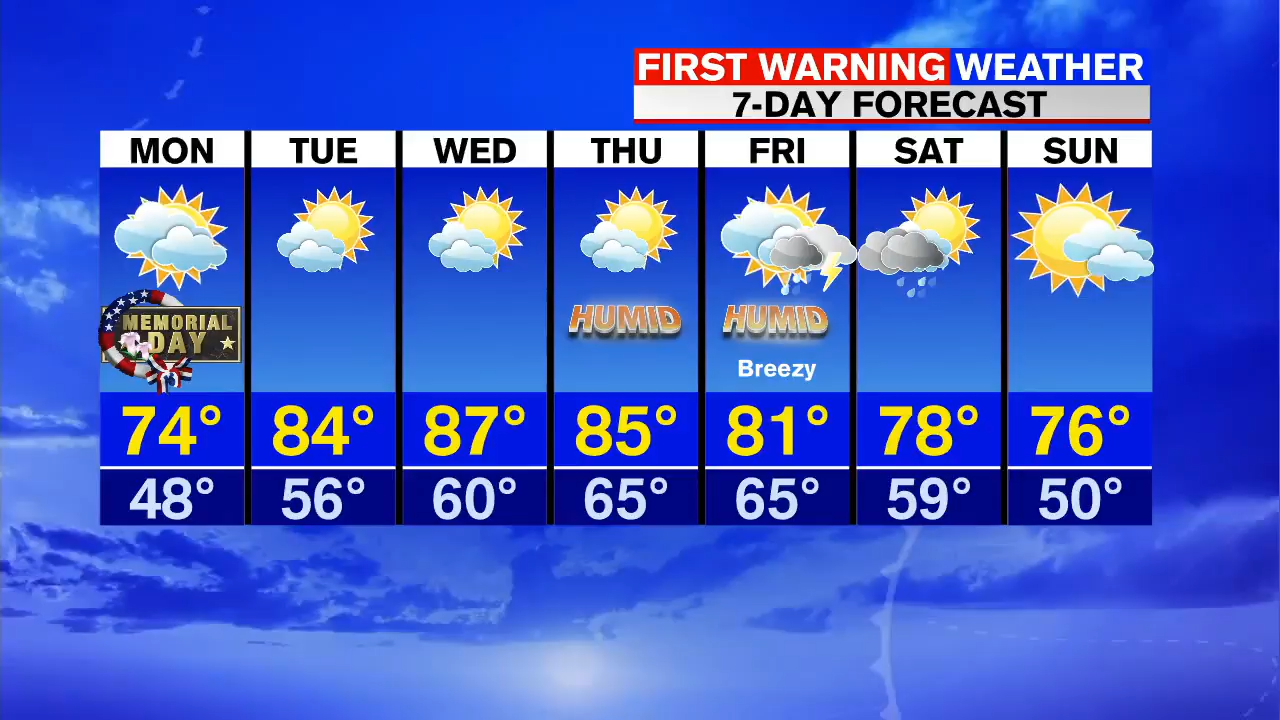 FIRST WARNING WEATHER
7-DAY FORECAST
MON TUE WED THU FRI SAT SUN
MEMORIAL
DAY
HUMID HUMID
Breezy
74° 84° 87° 85° 81° 78° 76°
48° 56° 60° 65° 65° 59° 50°